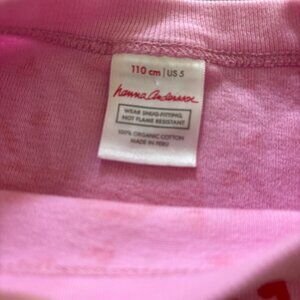 110 cm | US 5
hanna andersson
WEAR SNUG-FITTING,
NOT FLAME RESISTANT
100% ORGANIC COTTON
MADE IN PERU